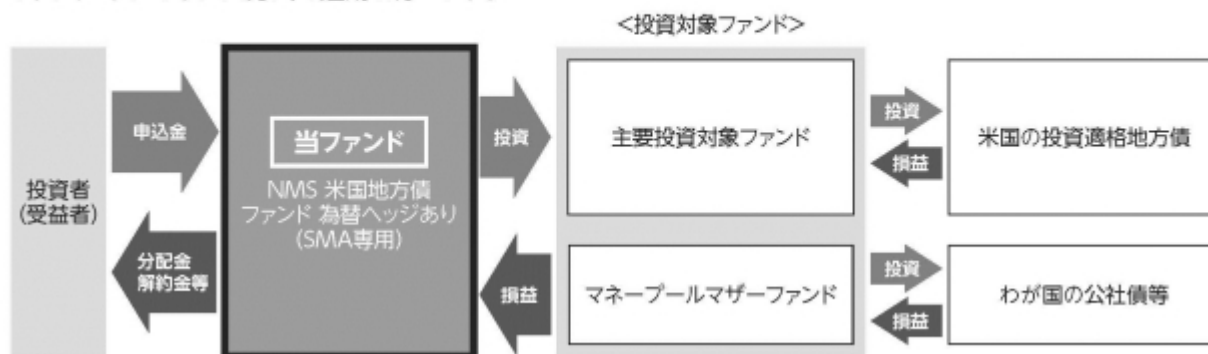 <投資対象ファンド>
投資者
(受益者)
申込金
分配金
解約金等
当ファンド
NMS 米国地方債
ファンド 為替ヘッジあり
(SMA専用)
投資
損益
主要投資対象ファンド
マネープールマザーファンド
投資
損益
投資
損益
米国の投資適格地方債
わが国の公社債等